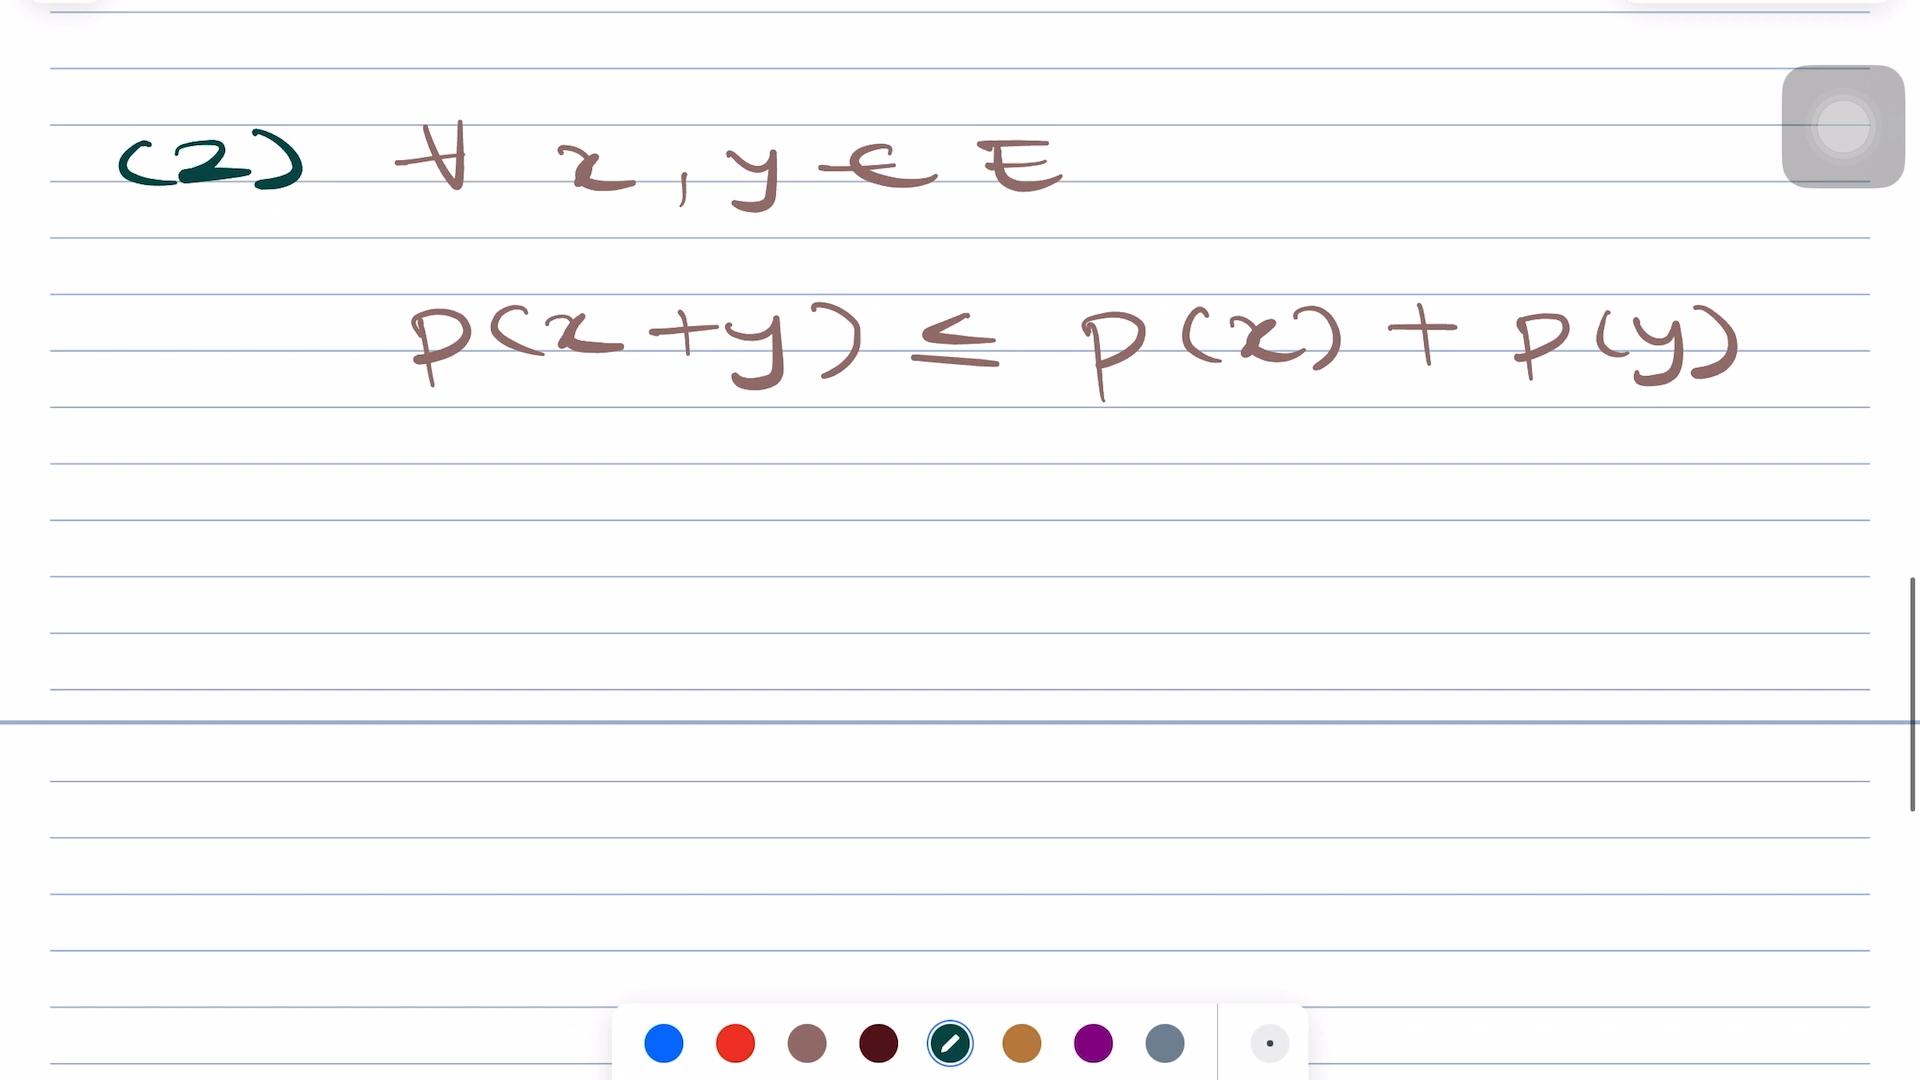 (2) ∀ x, y ∈ E
p(x+y) ≤ p(x) + p(y)